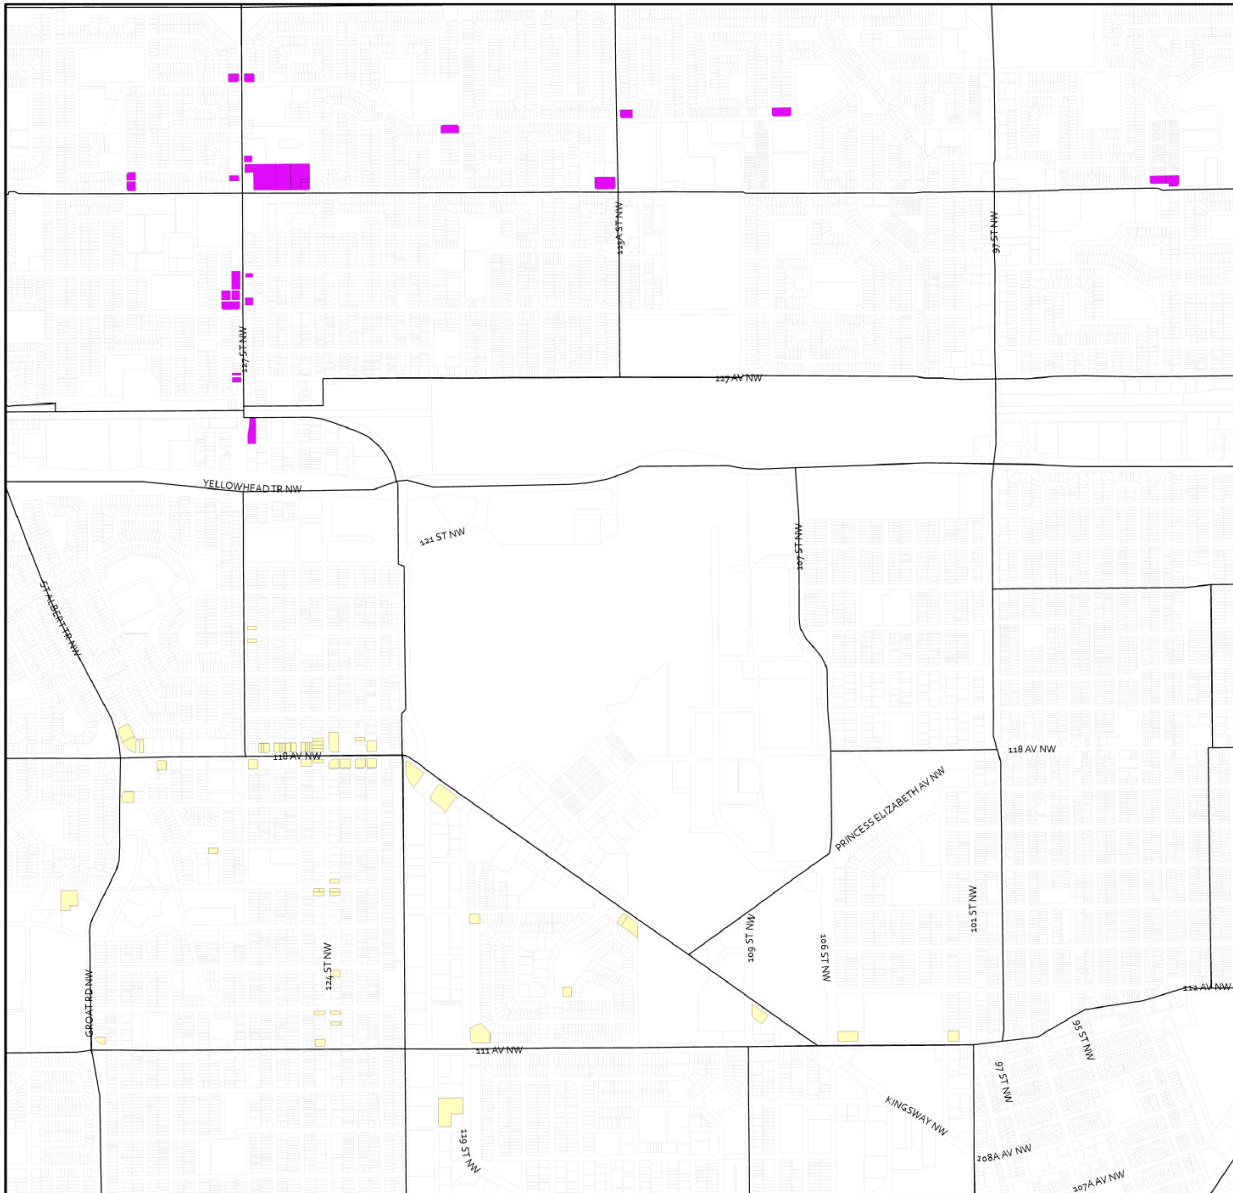 113A ST NW
97 ST NW
127 ST NW
127 AV NW
YELLOWHEAD TR NW
121 ST NW
107 ST NW
ST ALBERT TR NW
118 AV NW
118 AV NW
PRINCESS ELIZABETH AV NW
101 ST NW
109 ST NW
106 ST NW
124 ST NW
GROAT RD NW
112 AV NW
111 AV NW
95 ST NW
97 ST NW
KINGSWAY NW
119 ST NW
108A AV NW
107A AV NW